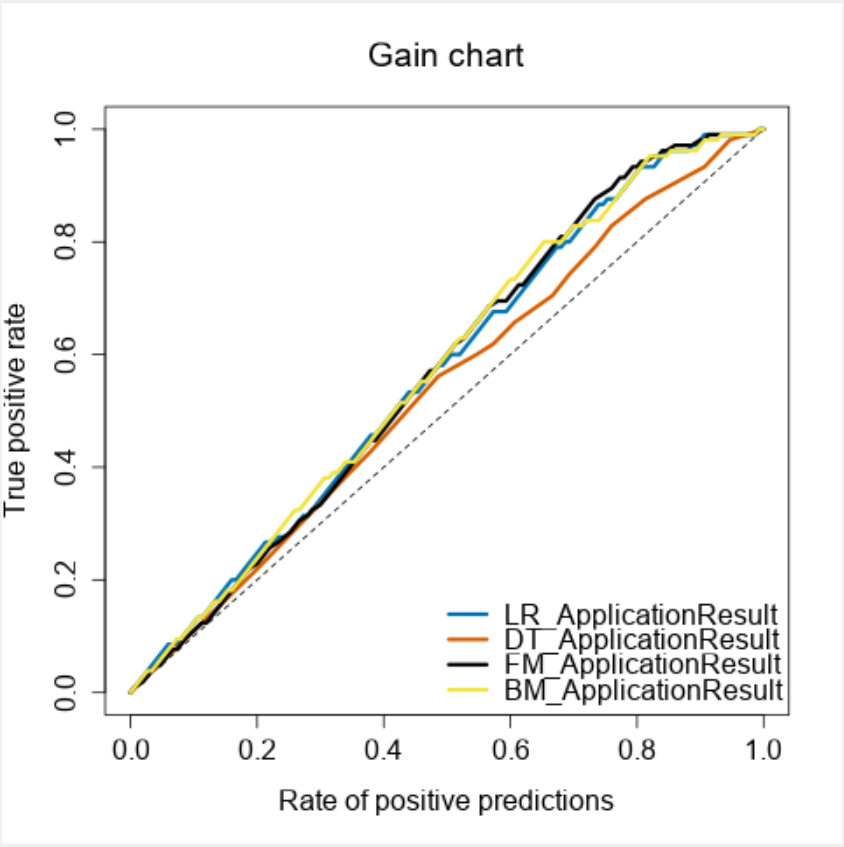 Gain chart
True positive rate
1.0
0.8
0.6
0.4
0.2
0.0
LR_ApplicationResult
DT_ApplicationResult
FM_ApplicationResult
BM_ApplicationResult
0.0 0.2 0.4 0.6 0.8 1.0
Rate of positive predictions